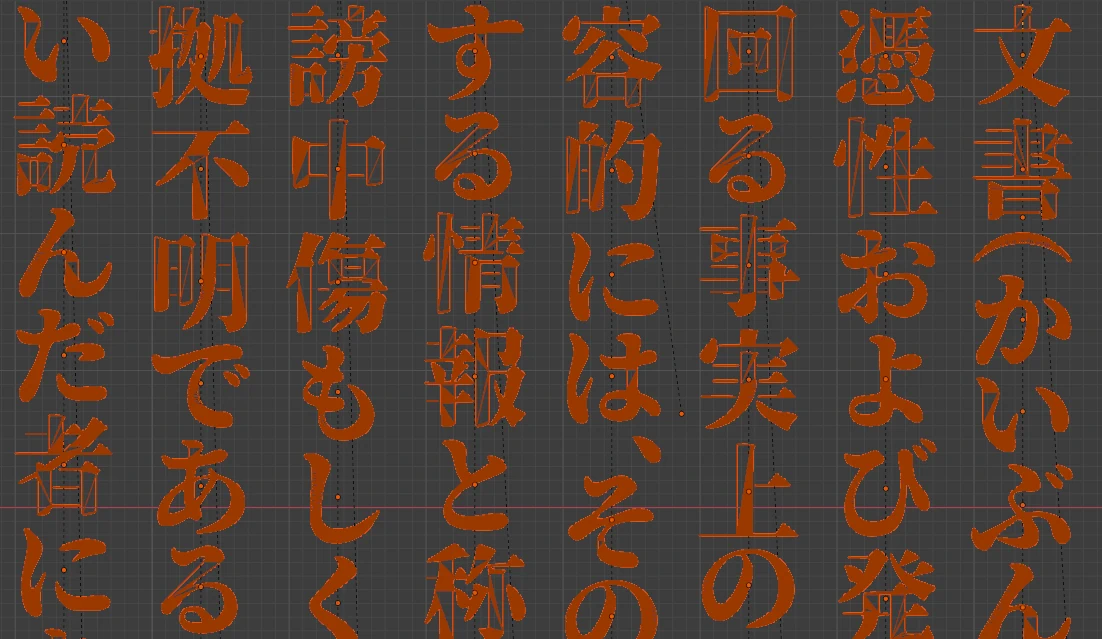 文書(かいぶん
憑性および発
回る事実上の
容的には、その
する情報と称
謗中傷もしく
拠不明である
い読んだ者に